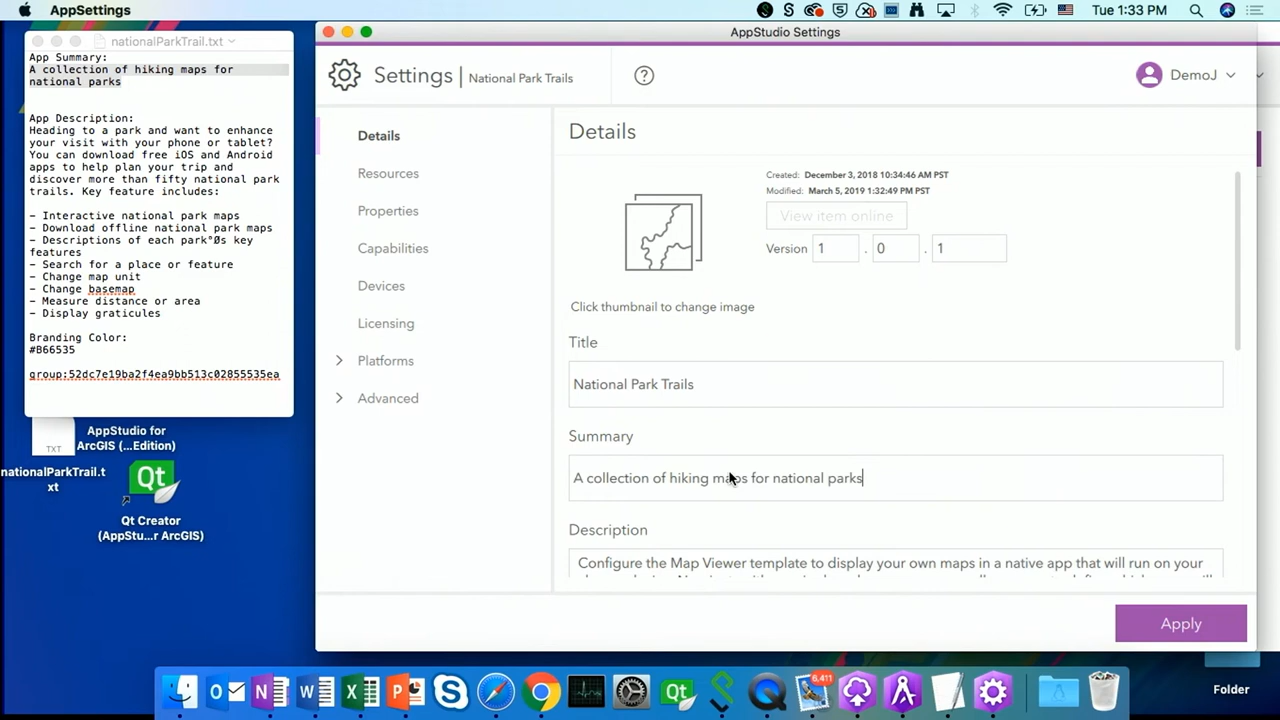 AppSettings
Tue 1:33 PM
nationalParkTrail.txt
App Summary:
A collection of hiking maps for
national parks
App Description:
Heading to a park and want to enhance
your visit with your phone or tablet?
You can download free iOS and Android
apps to help plan your trip and
discover more than fifty national park
trails. Key feature includes:
- Interactive national park maps
- Download offline national park maps
- Descriptions of each park°Øs key
features
- Search for a place or feature
- Change map unit
- Change basemap
- Measure distance or area
- Display graticules
Branding Color:
#B66535
group:52dc7e19ba2f4ea9bb513c02855535ea
AppStudio for
ArcGIS (...Edition)
TXT
nationalParkTrail.t
xt
Qt
Qt Creator
(AppStu...r ArcGIS)
AppStudio Settings
Settings | National Park Trails
?
DemoJ
Details
Resources
Properties
Capabilities
Devices
Licensing
Platforms
Advanced
Details
Created: December 3, 2018 10:34:46 AM PST
Modified: March 5, 2019 1:32:49 PM PST
View item online
Version 1 . 0 . 1
Click thumbnail to change image
Title
National Park Trails
Summary
A collection of hiking maps for national parks
Description
Configure the Map Viewer template to display your own maps in a native app that will run on your
Apply
6,411
Qt
Folder